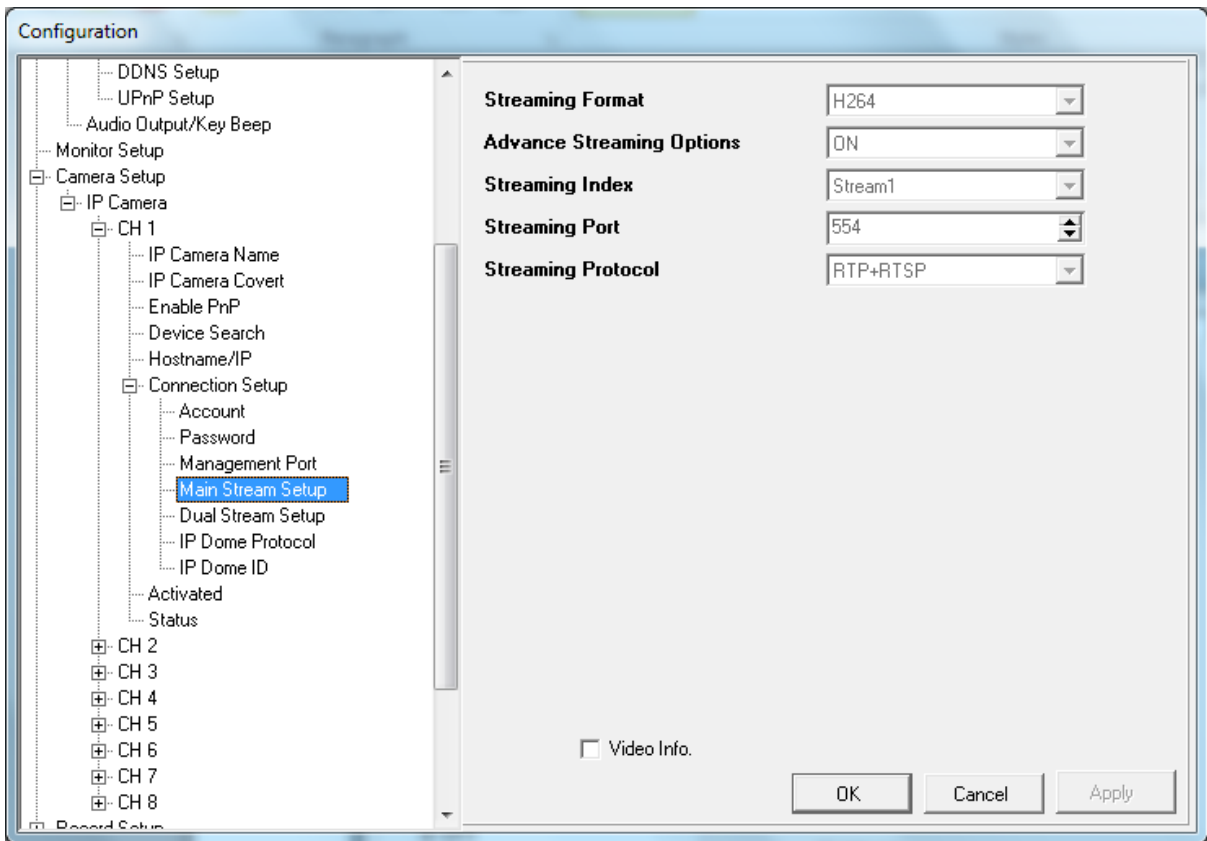 Configuration
DDNS Setup
UPnP Setup
Audio Output/Key Beep
Monitor Setup
Camera Setup
IP Camera
CH 1
IP Camera Name
IP Camera Covert
Enable PnP
Device Search
Hostname/IP
Connection Setup
Account
Password
Management Port
Main Stream Setup
Dual Stream Setup
IP Dome Protocol
IP Dome ID
Activated
Status
CH 2
CH 3
CH 4
CH 5
CH 6
CH 7
CH 8
Record Setup
Streaming Format H264
Advance Streaming Options ON
Streaming Index Stream1
Streaming Port 554
Streaming Protocol RTP+RTSP
Video Info.
OK Cancel Apply